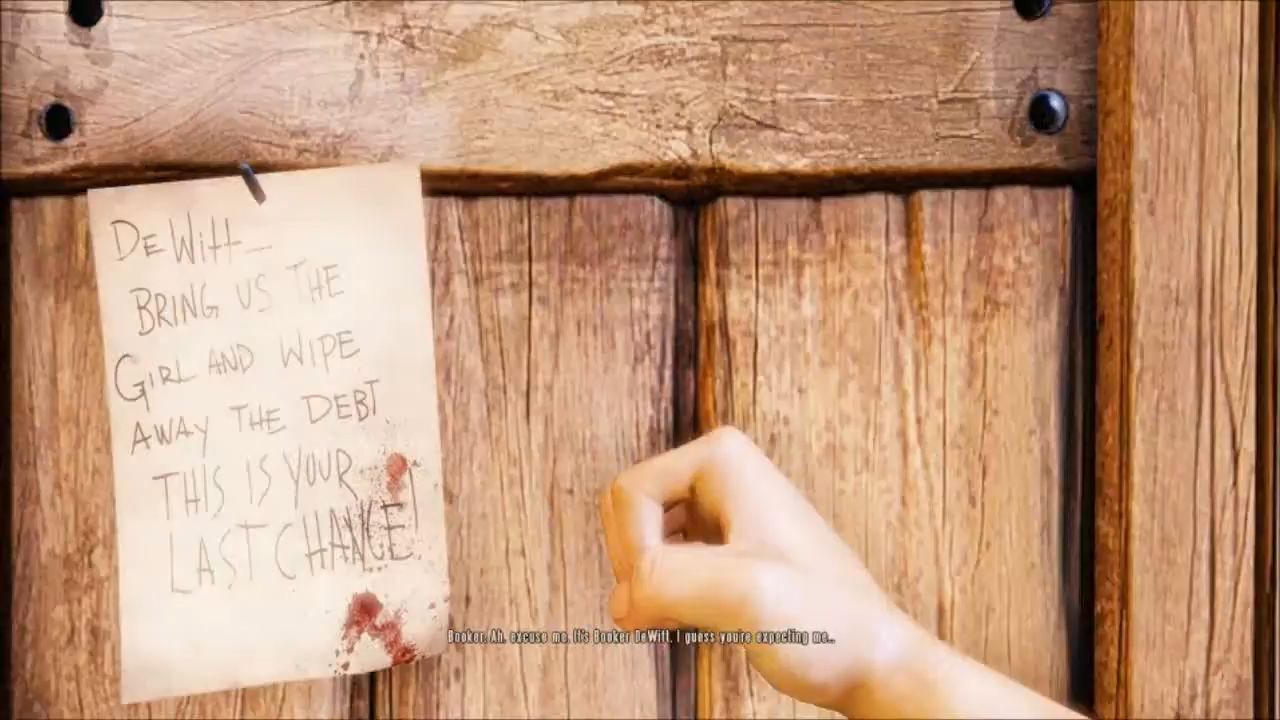 DeWitt—
BRING US THE
GIRL AND WIPE
AWAY THE DEBT
THIS IS YOUR
LAST CHANCE!
Booker: Ah, excuse me. It's Booker DeWitt, I guess you're expecting me...